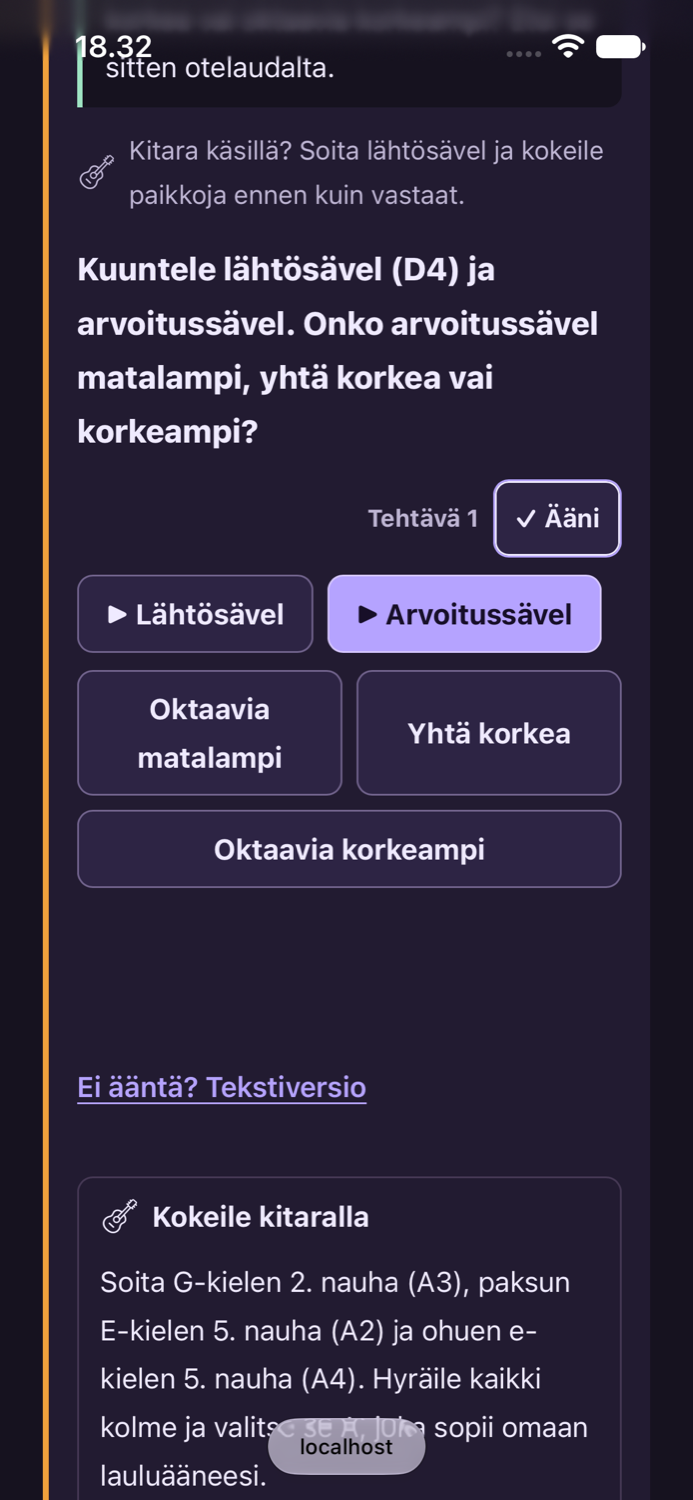 18.32
sitten otelaudalta.
Kitara käsillä? Soita lähtösävel ja kokeile
paikkoja ennen kuin vastaat.
Kuuntele lähtösävel (D4) ja
arvoitussävel. Onko arvoitussävel
matalampi, yhtä korkea vai
korkeampi?
Tehtävä 1 ✓ Ääni
▶ Lähtösävel ▶ Arvoitussävel
Oktaavia
matalampi
Yhtä korkea
Oktaavia korkeampi
Ei ääntä? Tekstiversio
Kokeile kitaralla
Soita G-kielen 2. nauha (A3), paksun
E-kielen 5. nauha (A2) ja ohuen e-
kielen 5. nauha (A4). Hyräile kaikki
kolme ja sopii omaan
lauluääneesi.
localhost